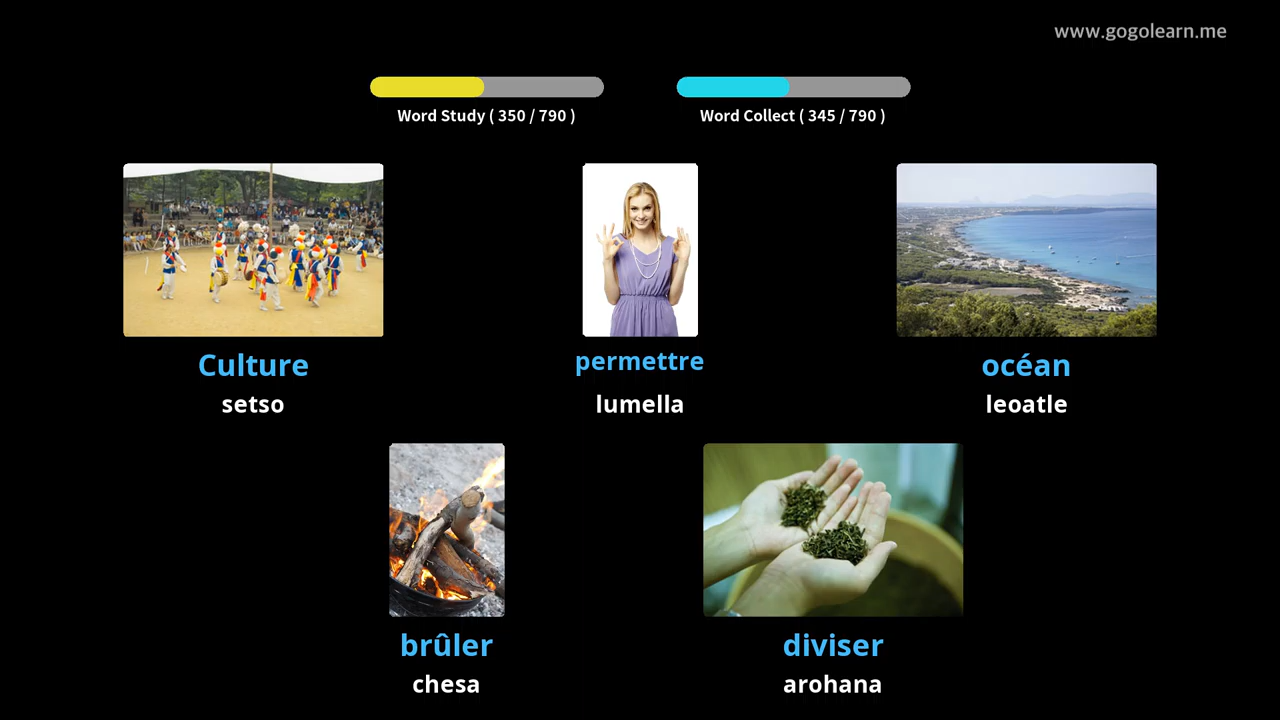 www.gogolearn.me
Word Study ( 350 / 790 )
Word Collect ( 345 / 790 )
Culture
setso
permettre
lumella
océan
leoatle
brûler
chesa
diviser
arohana